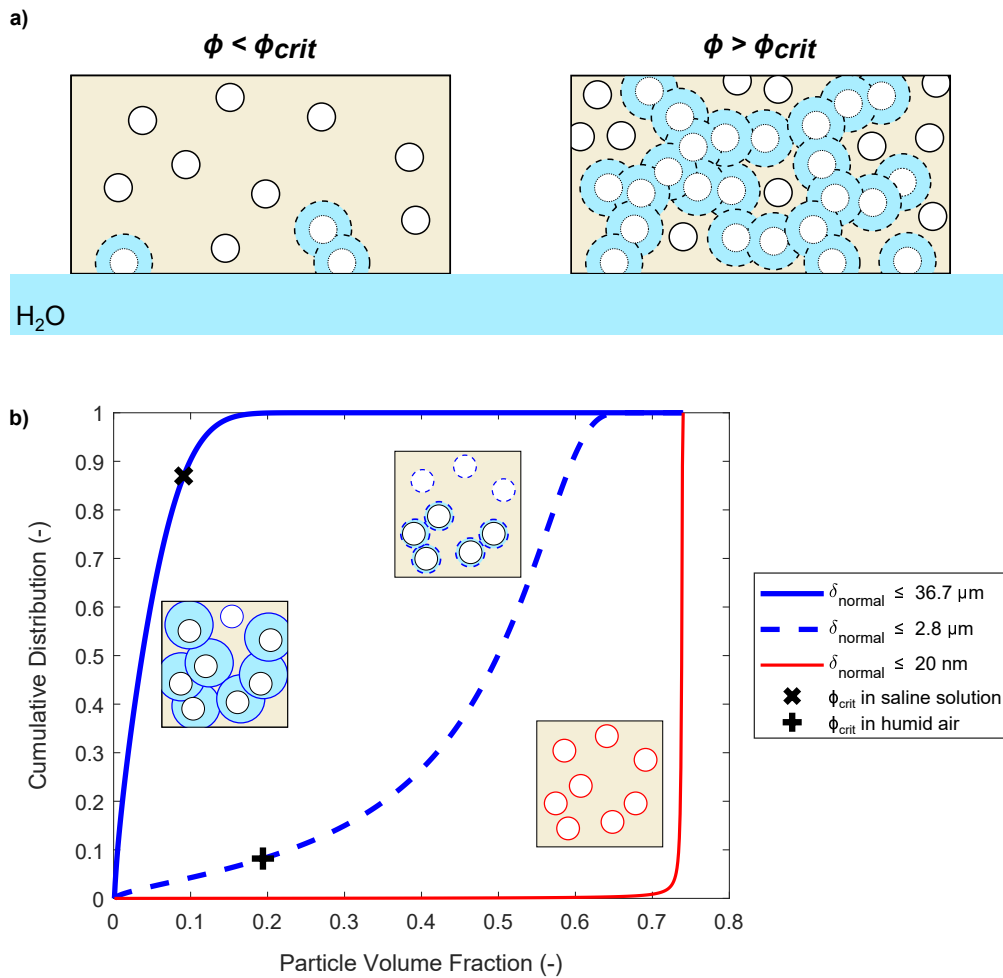 a)
ϕ < ϕcrit
ϕ > ϕcrit
H₂O
b)
Cumulative Distribution (-)
1
0.9
0.8
0.7
0.6
0.5
0.4
0.3
0.2
0.1
0
0 0.1 0.2 0.3 0.4 0.5 0.6 0.7 0.8
Particle Volume Fraction (-)
δnormal ≤ 36.7 µm
δnormal ≤ 2.8 µm
δnormal ≤ 20 nm
ϕcrit in saline solution
ϕcrit in humid air